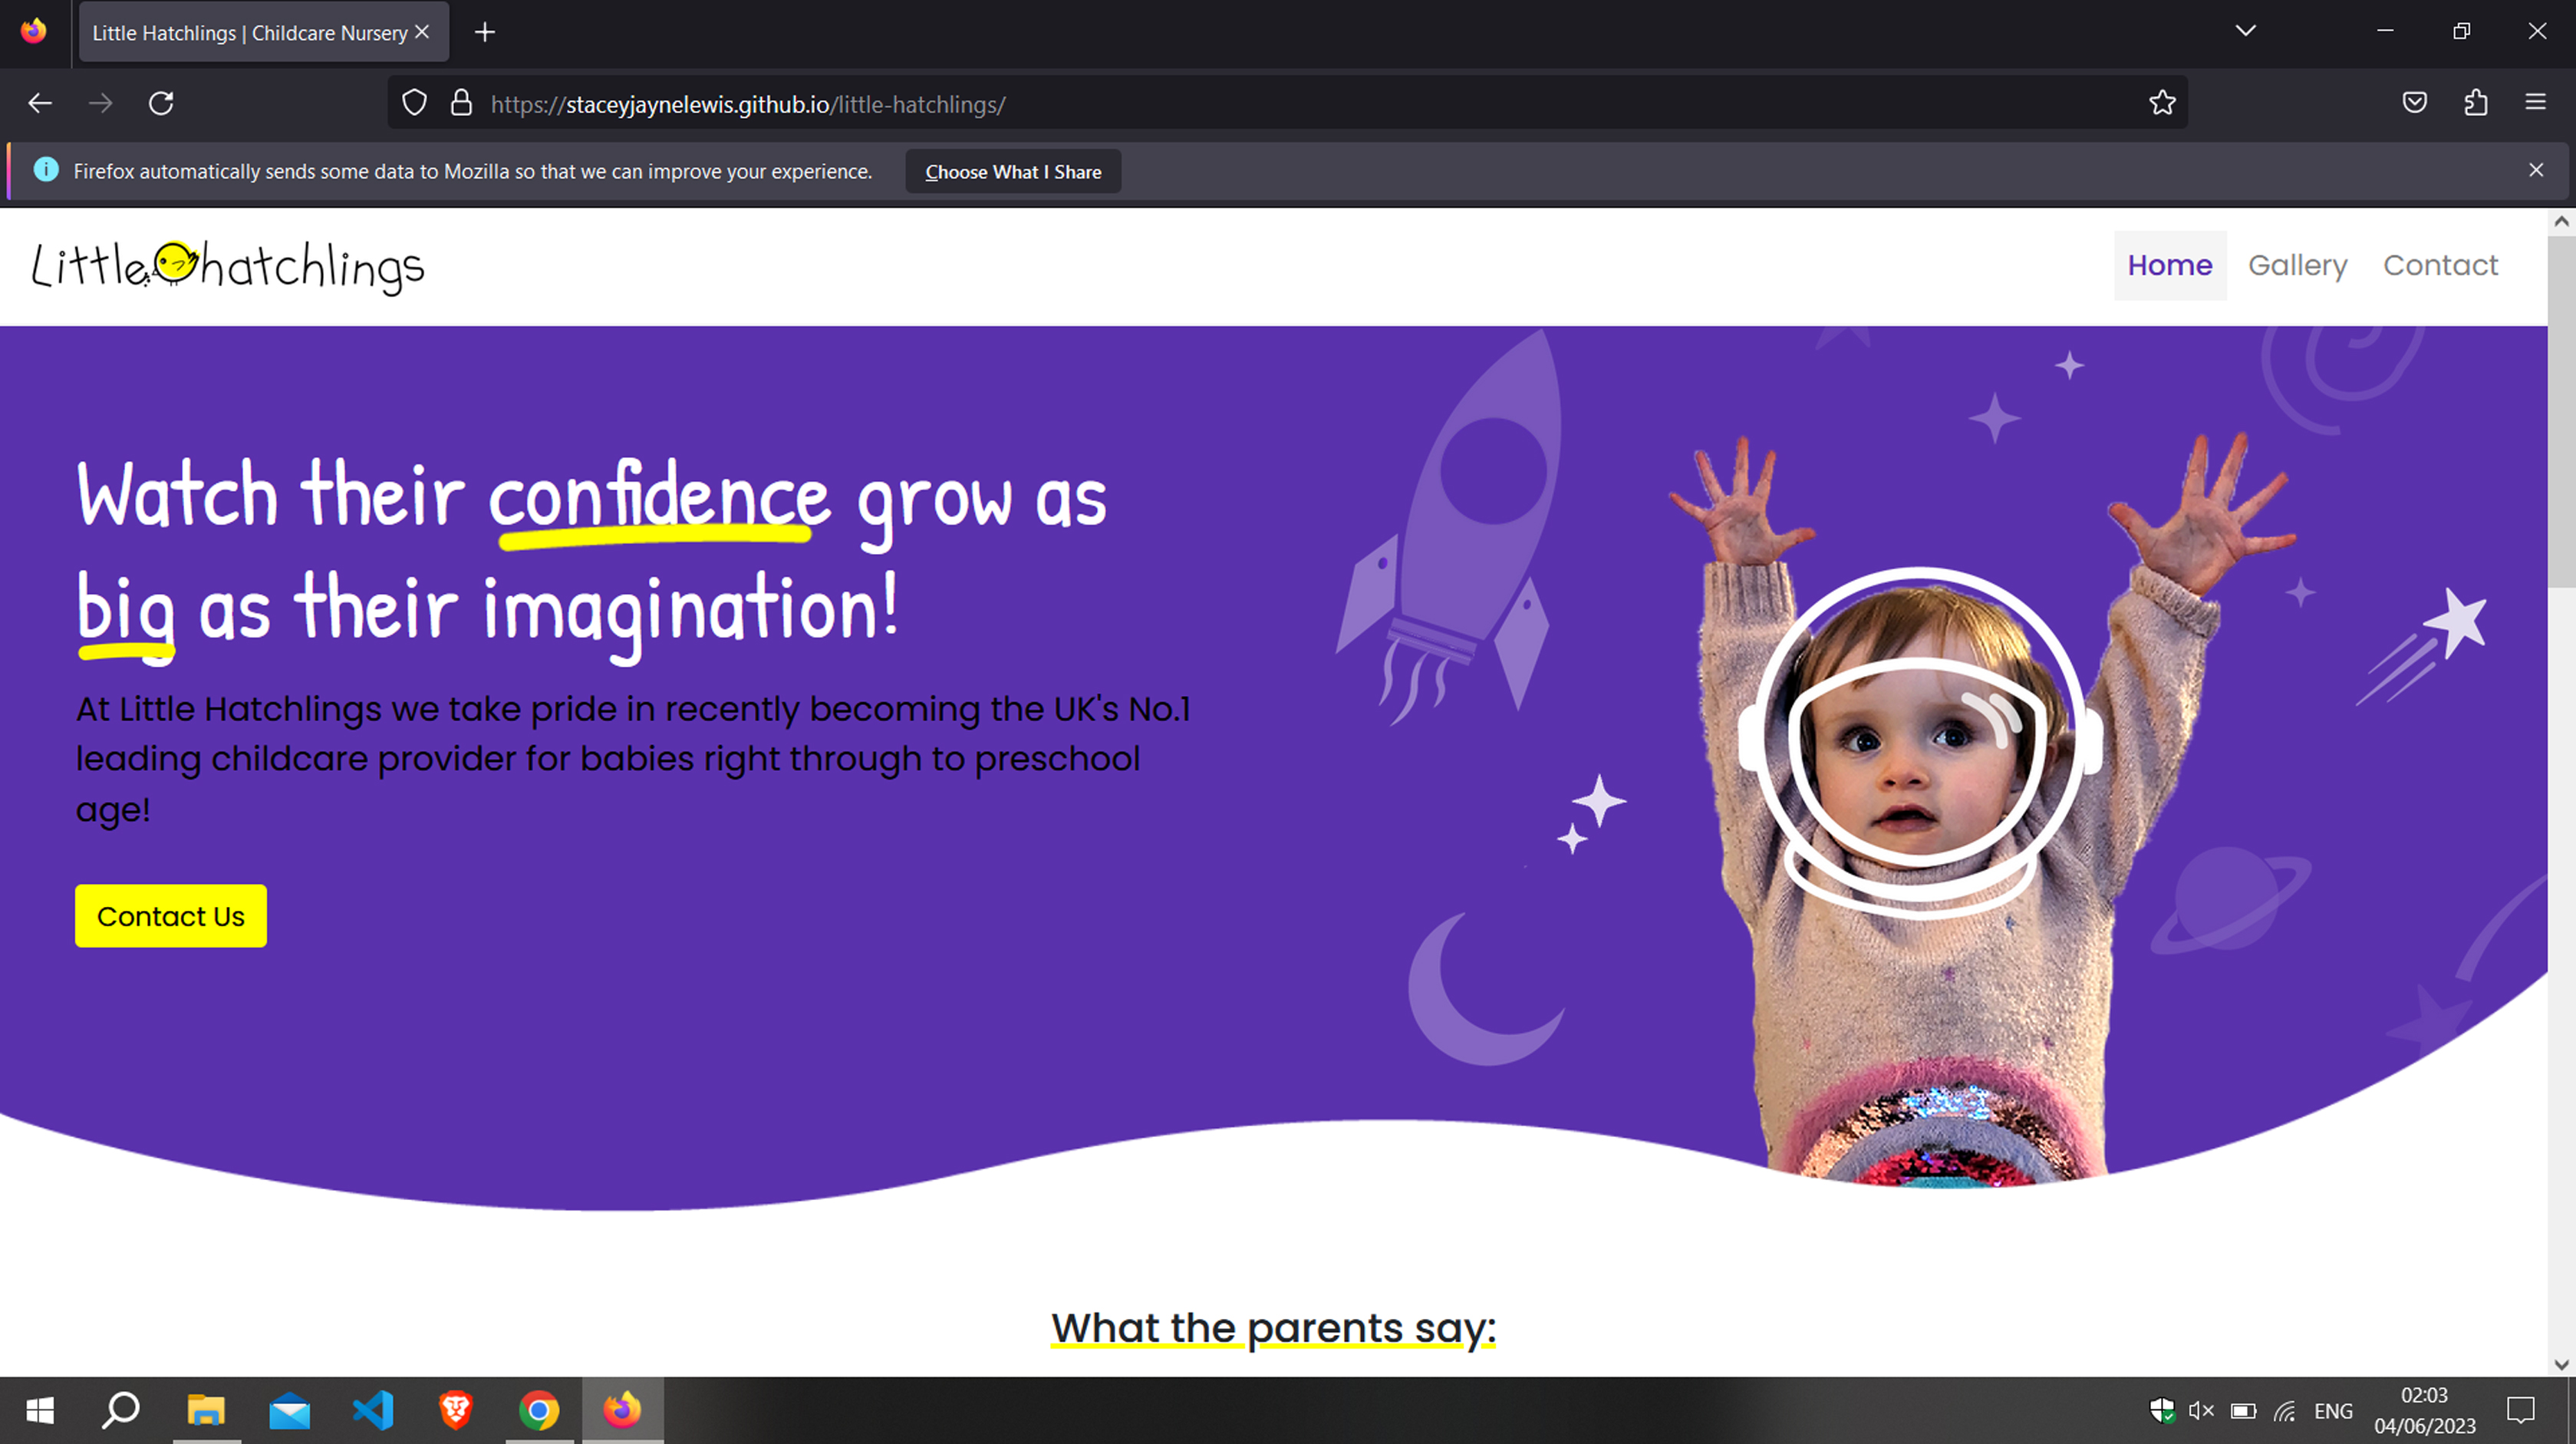 Little Hatchlings | Childcare Nursery
https://staceyjaynelewis.github.io/little-hatchlings/
Firefox automatically sends some data to Mozilla so that we can improve your experience.
Choose What I Share
Little hatchlings
Home
Gallery
Contact
Watch their confidence grow as
big as their imagination!
At Little Hatchlings we take pride in recently becoming the UK's No.1
leading childcare provider for babies right through to preschool
age!
Contact Us
What the parents say:
ENG
02:03
04/06/2023